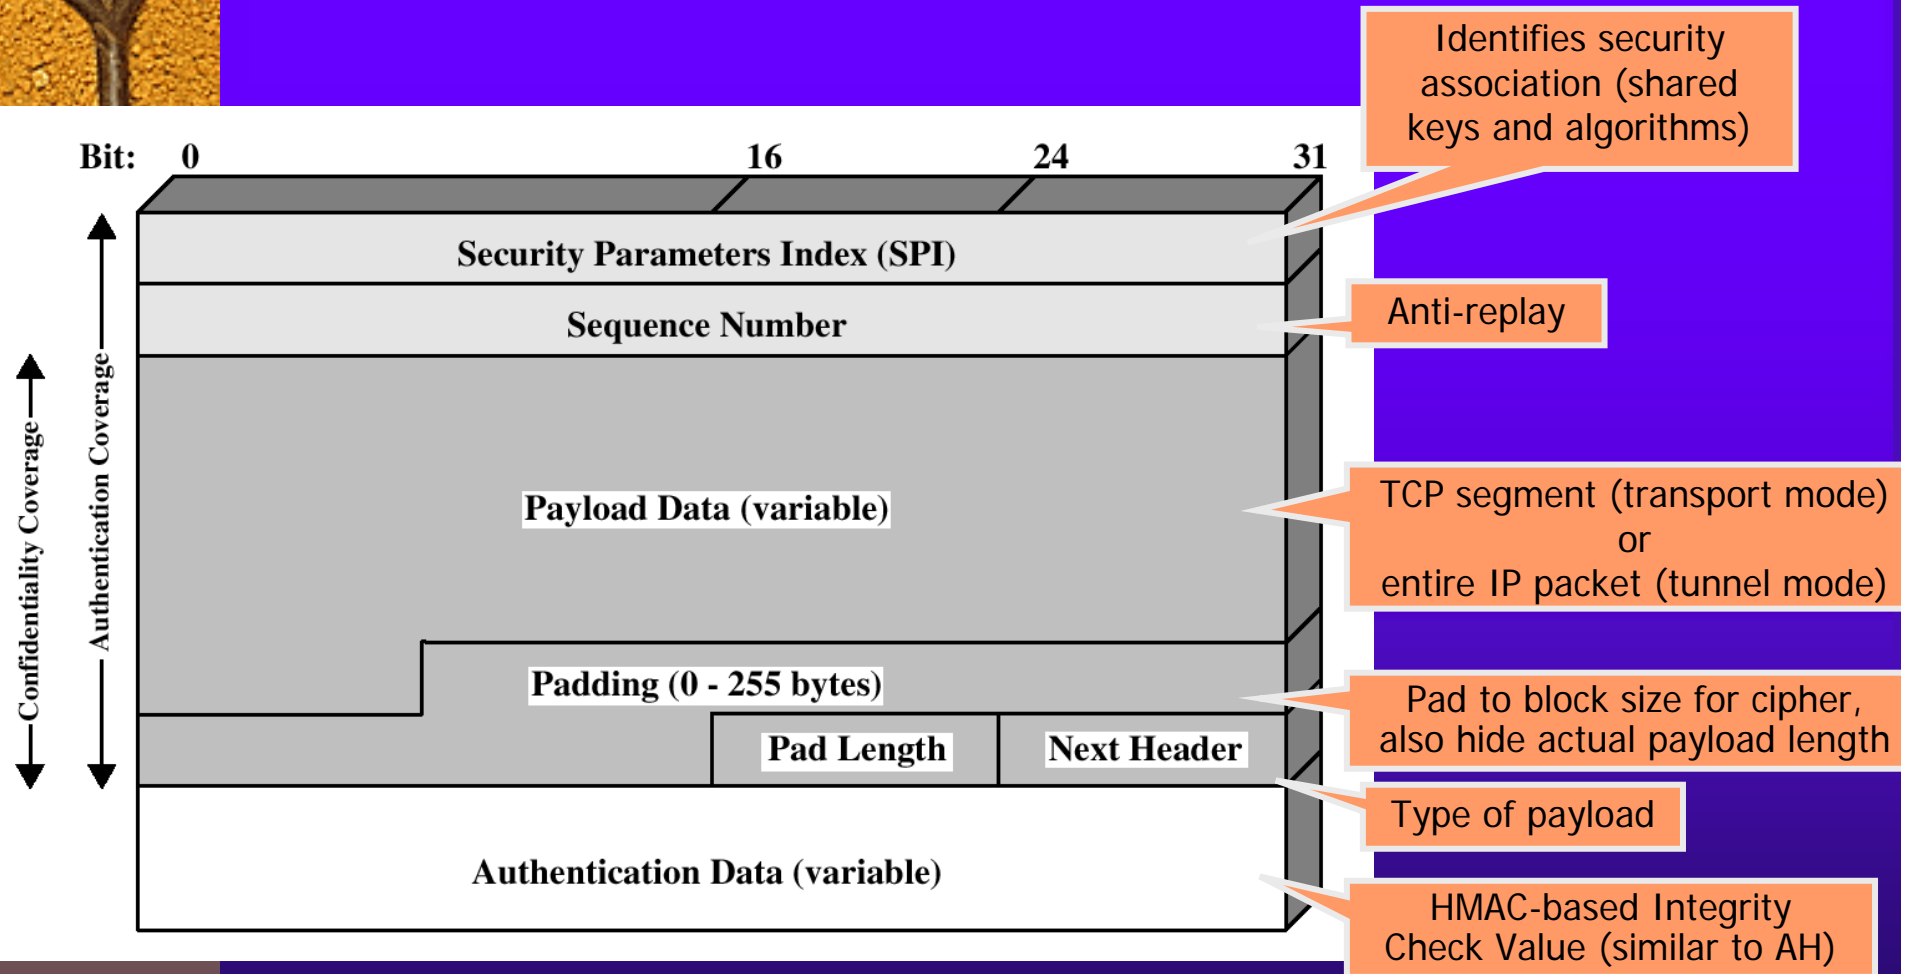 Identifies security
association (shared
keys and algorithms)
Bit: 0 16 24 31
Security Parameters Index (SPI)
Sequence Number
Anti-replay
Confidentiality Coverage
Authentication Coverage
Payload Data (variable)
TCP segment (transport mode)
or
entire IP packet (tunnel mode)
Padding (0 - 255 bytes)
Pad to block size for cipher,
also hide actual payload length
Pad Length Next Header
Type of payload
Authentication Data (variable)
HMAC-based Integrity
Check Value (similar to AH)